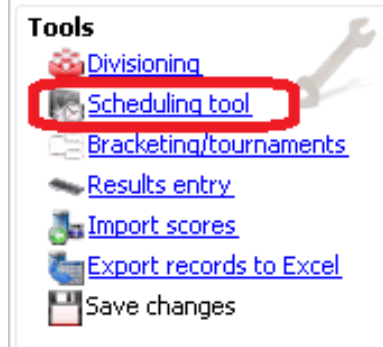 Tools
Divisioning
Scheduling tool
Bracketing/tournaments
Results entry
Import scores
Export records to Excel
Save changes